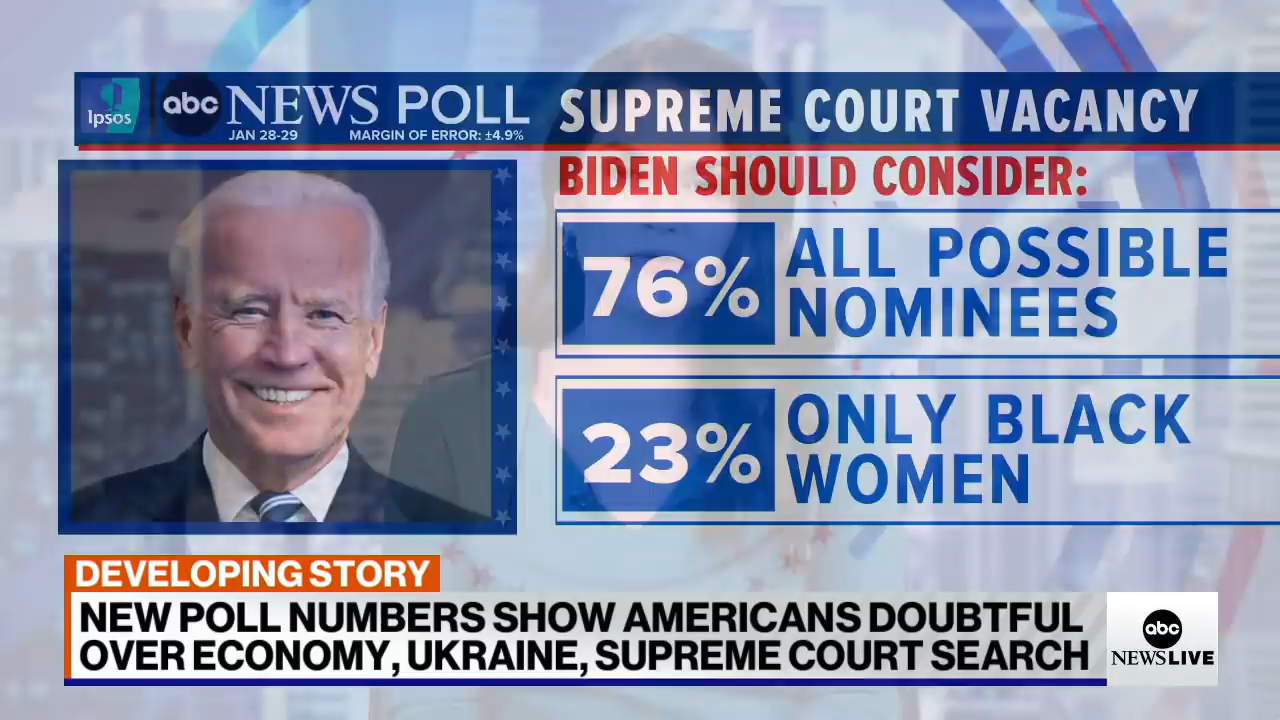 Ipsos abc NEWS POLL
JAN 28-29 MARGIN OF ERROR: ±4.9%
SUPREME COURT VACANCY
BIDEN SHOULD CONSIDER:
76% ALL POSSIBLE
NOMINEES
23% ONLY BLACK
WOMEN
DEVELOPING STORY
NEW POLL NUMBERS SHOW AMERICANS DOUBTFUL
OVER ECONOMY, UKRAINE, SUPREME COURT SEARCH
abc
NEWS LIVE